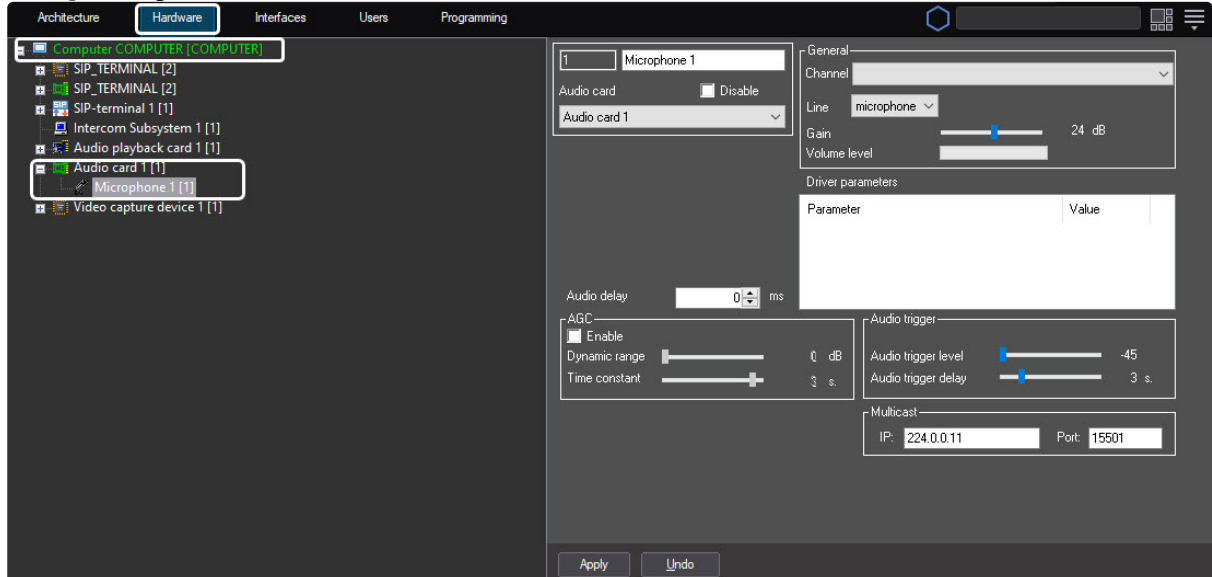 Architecture Hardware Interfaces Users Programming
Computer COMPUTER [COMPUTER]
SIP_TERMINAL [2]
SIP_TERMINAL [2]
SIP-terminal 1 [1]
Intercom Subsystem 1 [1]
Audio playback card 1 [1]
Audio card 1 [1]
Microphone 1 [1]
Video capture device 1 [1]
1 Microphone 1
Audio card Disable
Audio card 1
General
Channel
Line microphone
Gain 24 dB
Volume level
Driver parameters
Parameter Value
Audio delay 0 ms
AGC
Enable
Dynamic range 0 dB
Time constant 3 s.
Audio trigger
Audio trigger level -45
Audio trigger delay 3 s.
Multicast
IP: 224.0.0.11 Port: 15501
Apply Undo